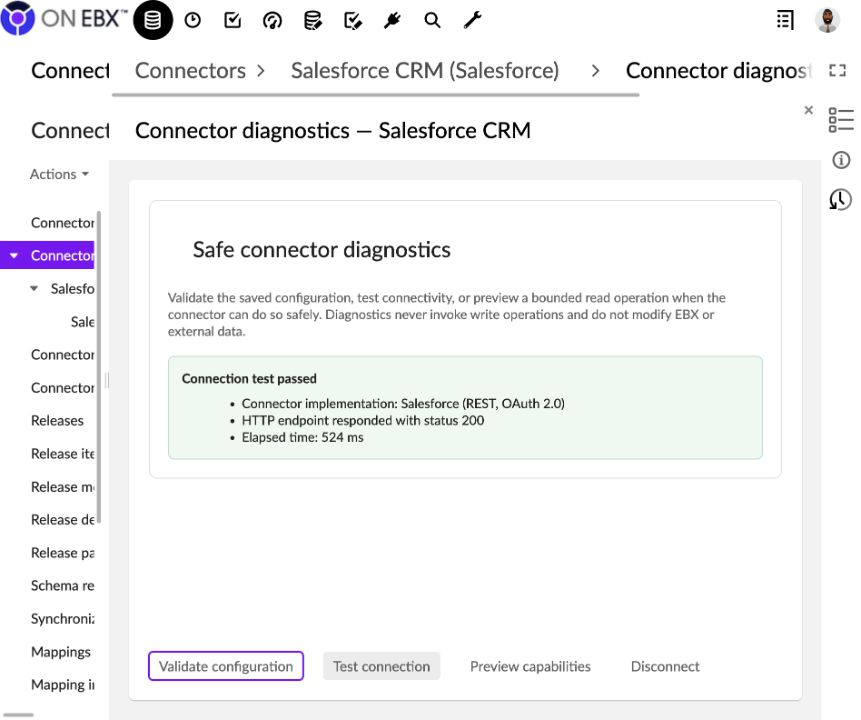 ON EBX™
Connect
Connectors > Salesforce CRM (Salesforce) > Connector diagnost
Connect
Connector diagnostics — Salesforce CRM
Actions
Connector
Connector
Salesfo
Sale
Connector
Connector
Releases
Release ite
Release m
Release de
Release pa
Schema re
Synchroniz
Mappings
Mapping i
Safe connector diagnostics
Validate the saved configuration, test connectivity, or preview a bounded read operation when the
connector can do so safely. Diagnostics never invoke write operations and do not modify EBX or
external data.
Connection test passed
• Connector implementation: Salesforce (REST, OAuth 2.0)
• HTTP endpoint responded with status 200
• Elapsed time: 524 ms
Validate configuration
Test connection
Preview capabilities
Disconnect